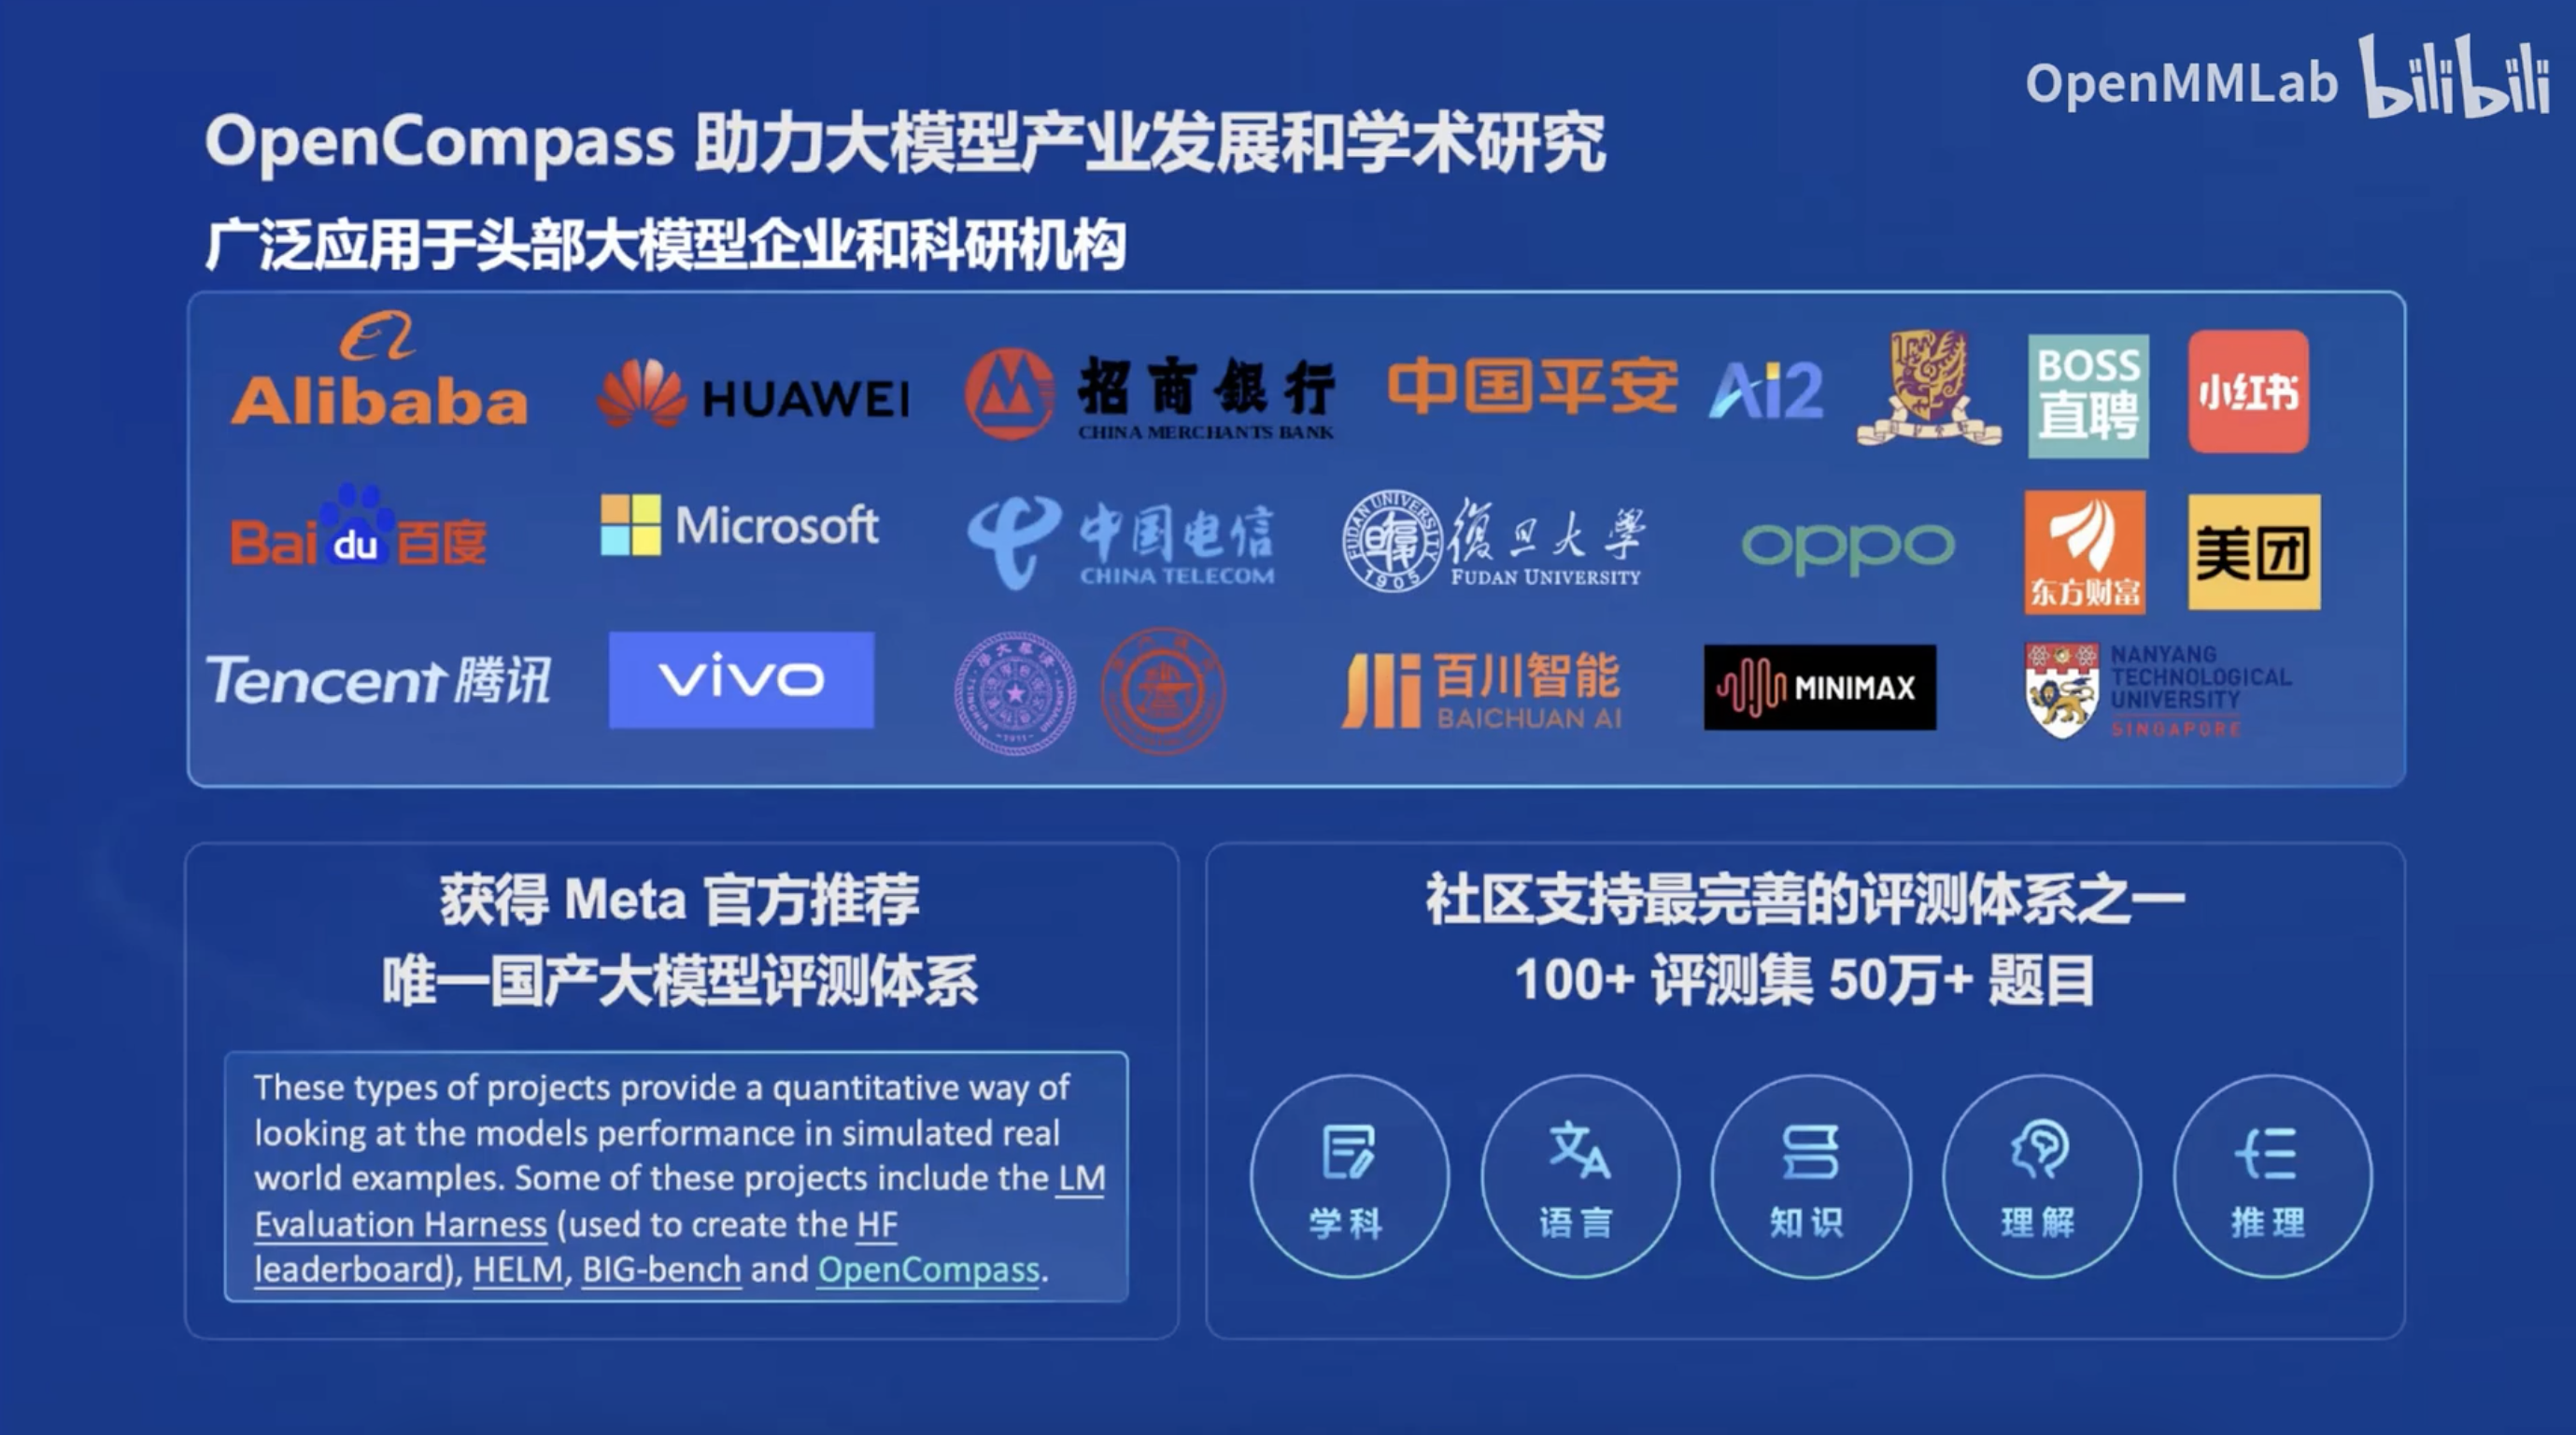 OpenMMLab bilibili
OpenCompass 助力大模型产业发展和学术研究
广泛应用于头部大模型企业和科研机构
Alibaba
HUAWEI
招商銀行
CHINA MERCHANTS BANK
中国平安
Ai2
BOSS
直聘
小红书
Bai du 百度
Microsoft
中国电信
CHINA TELECOM
FUDAN UNIVERSITY
1905
復旦大學
FUDAN UNIVERSITY
oppo
东方财富
美团
Tencent 腾讯
vivo
百川智能
BAICHUAN AI
MINIMAX
NANYANG
TECHNOLOGICAL
UNIVERSITY
SINGAPORE
获得 Meta 官方推荐
唯一国产大模型评测体系
These types of projects provide a quantitative way of
looking at the models performance in simulated real
world examples. Some of these projects include the LM
Evaluation Harness (used to create the HF
leaderboard), HELM, BIG-bench and OpenCompass.
社区支持最完善的评测体系之一
100+ 评测集 50万+ 题目
学科
语言
知识
理解
推理